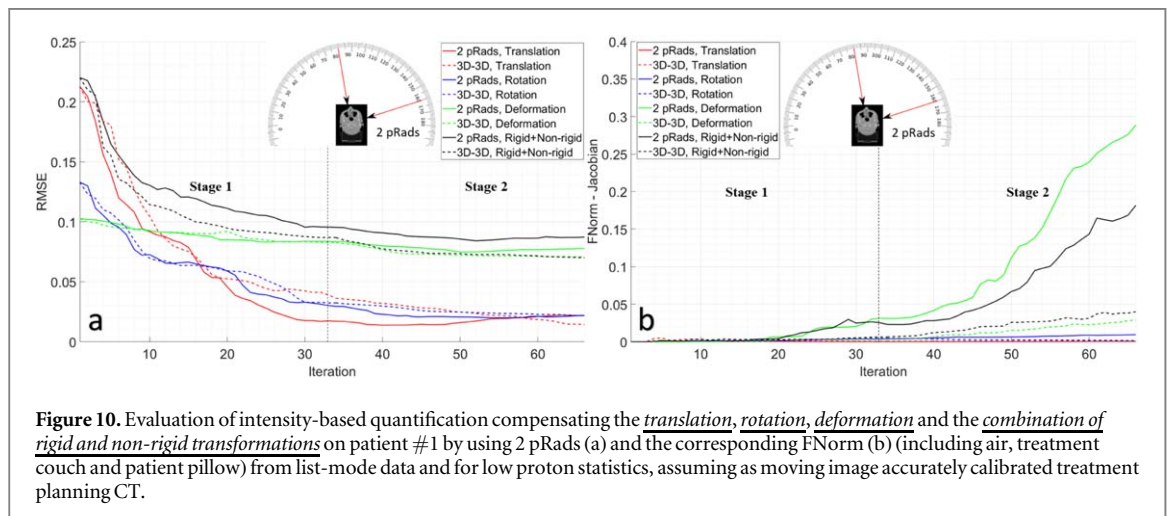 0.25
0.2
0.15
0.1
0.05
0
RMSE
10
20
30
40
50
60
Iteration
2 pRads, Translation
3D-3D, Translation
2 pRads, Rotation
3D-3D, Rotation
2 pRads, Deformation
3D-3D, Deformation
2 pRads, Rigid+Non-rigid
3D-3D, Rigid+Non-rigid
2 pRads
Stage 1
Stage 2
a
0.4
0.35
0.3
0.25
0.2
0.15
0.1
0.05
0
FNorm - Jacobian
10
20
30
40
50
60
Iteration
2 pRads, Translation
3D-3D, Translation
2 pRads, Rotation
3D-3D, Rotation
2 pRads, Deformation
3D-3D, Deformation
2 pRads, Rigid+Non-rigid
3D-3D, Rigid+Non-rigid
2 pRads
Stage 1
Stage 2
b
Figure 10. Evaluation of intensity-based quantification compensating the translation, rotation, deformation and the combination of
rigid and non-rigid transformations on patient #1 by using 2 pRads (a) and the corresponding FNorm (b) (including air, treatment
couch and patient pillow) from list-mode data and for low proton statistics, assuming as moving image accurately calibrated treatment
planning CT.